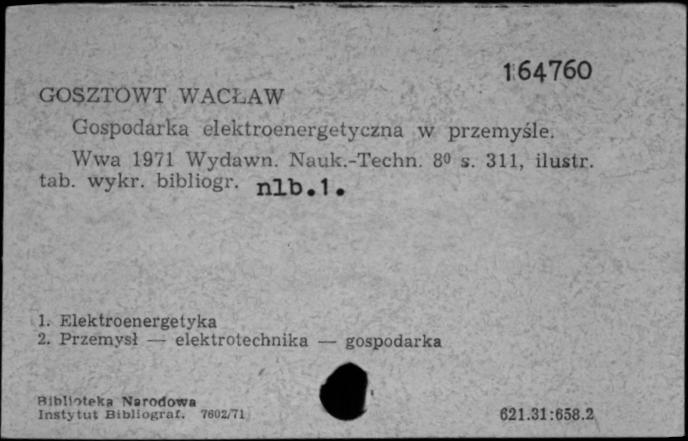 164760
GOSZTOWT WACŁAW
Gospodarka elektroenergetyczna w przemyśle.
Wwa 1971 Wydawn. Nauk.-Techn. 8⁰ s. 311, ilustr.
tab. wykr. bibliogr. nlb.1.
1. Elektroenergetyka
2. Przemysł — elektrotechnika — gospodarka
Biblioteka Narodowa
Instytut Bibliograf. 7602/71
621.31:658.2